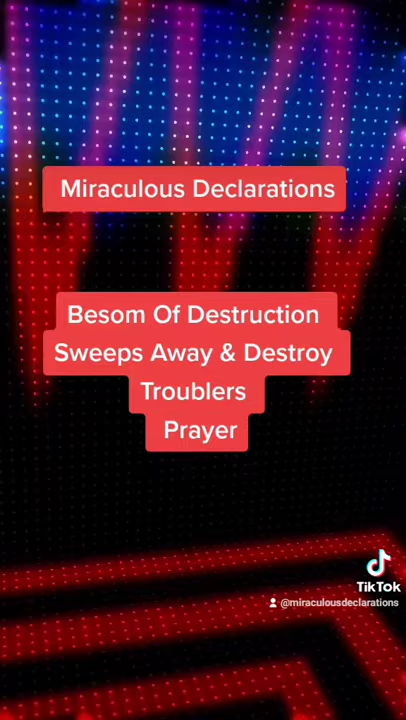 Miraculous Declarations
Besom Of Destruction
Sweeps Away & Destroy
Troublers
Prayer
TikTok
@miraculousdeclarations